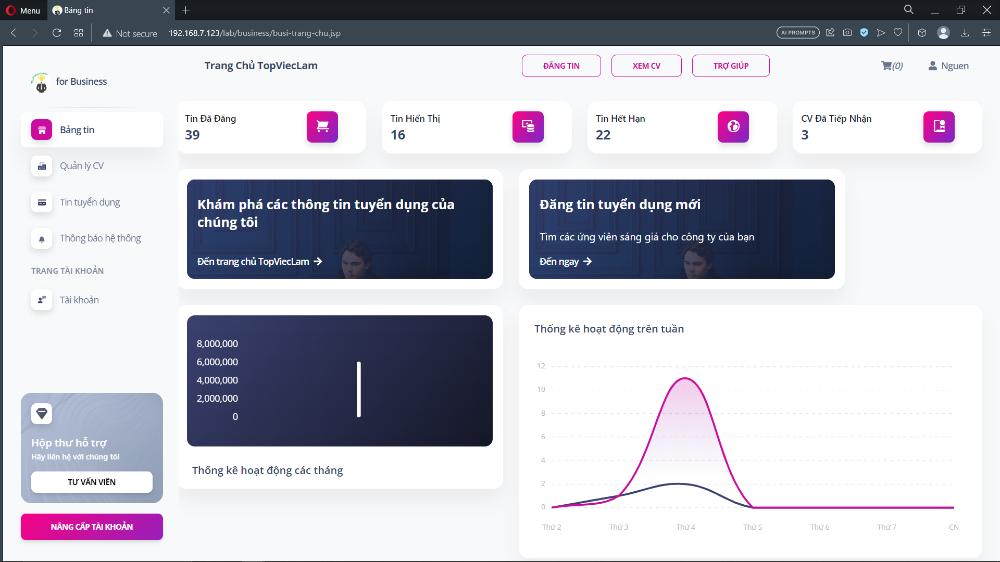 Menu
Bảng tin
Not secure
192.168.7.123/lab/business/busi-trang-chu.jsp
AI PROMPTS
TOPViecLam
for Business
Trang Chủ TopViecLam
ĐĂNG TIN
XEM CV
TRỢ GIÚP
(0)
Nguen
Bảng tin
Quản lý CV
Tin tuyển dụng
Thông báo hệ thống
TRANG TÀI KHOẢN
Tài khoản
Hộp thư hỗ trợ
Hãy liên hệ với chúng tôi
TƯ VẤN VIÊN
NÂNG CẤP TÀI KHOẢN
Tin Đã Đăng
39
Tin Hiển Thị
16
Tin Hết Hạn
22
CV Đã Tiếp Nhận
3
Khám phá các thông tin tuyển dụng của
chúng tôi
Đến trang chủ TopViecLam
Đăng tin tuyển dụng mới
Tìm các ứng viên sáng giá cho công ty của bạn
Đến ngay
8,000,000
6,000,000
4,000,000
2,000,000
0
Thống kê hoạt động các tháng
Thống kê hoạt động trên tuần
12
10
8
6
4
2
0
Thứ 2
Thứ 3
Thứ 4
Thứ 5
Thứ 6
Thứ 7
CN